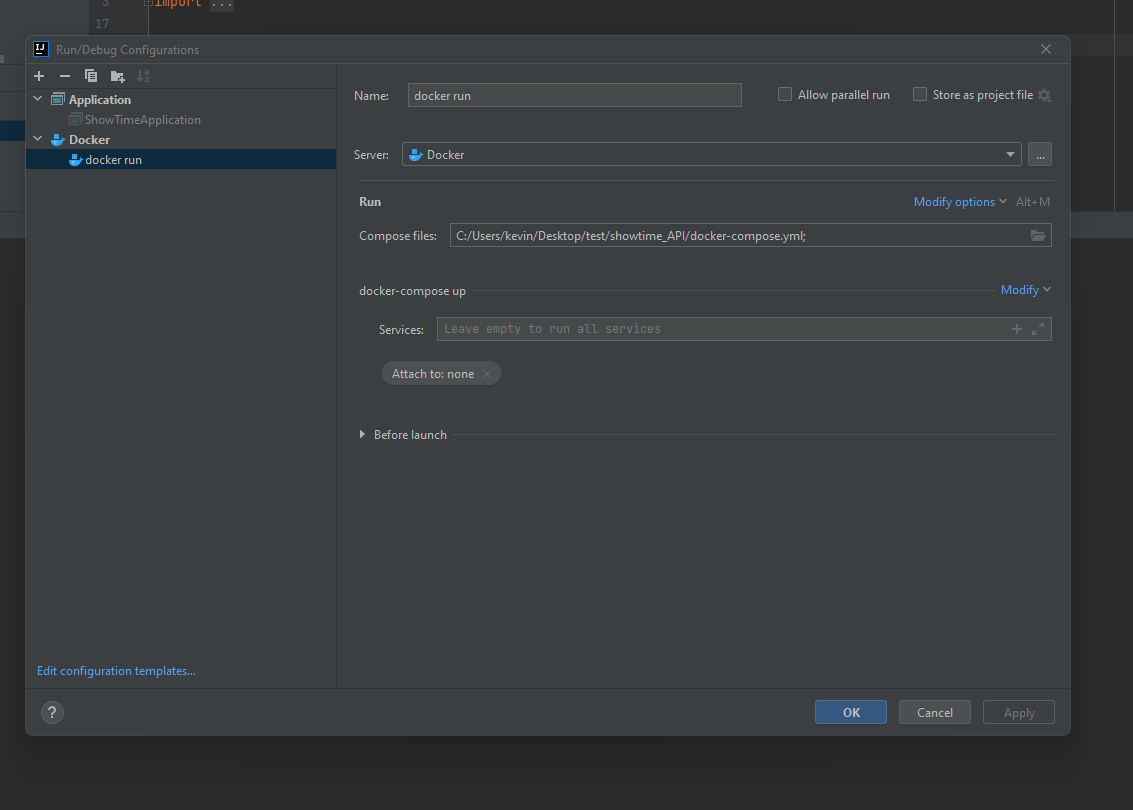 3 import ...
17
Run/Debug Configurations
Application
ShowTimeApplication
Docker
docker run
Name: docker run Allow parallel run Store as project file
Server: Docker ...
Run Modify options Alt+M
Compose files: C:/Users/kevin/Desktop/test/showtime_API/docker-compose.yml;
docker-compose up Modify
Services: Leave empty to run all services
Attach to: none
Before launch
Edit configuration templates...
? OK Cancel Apply